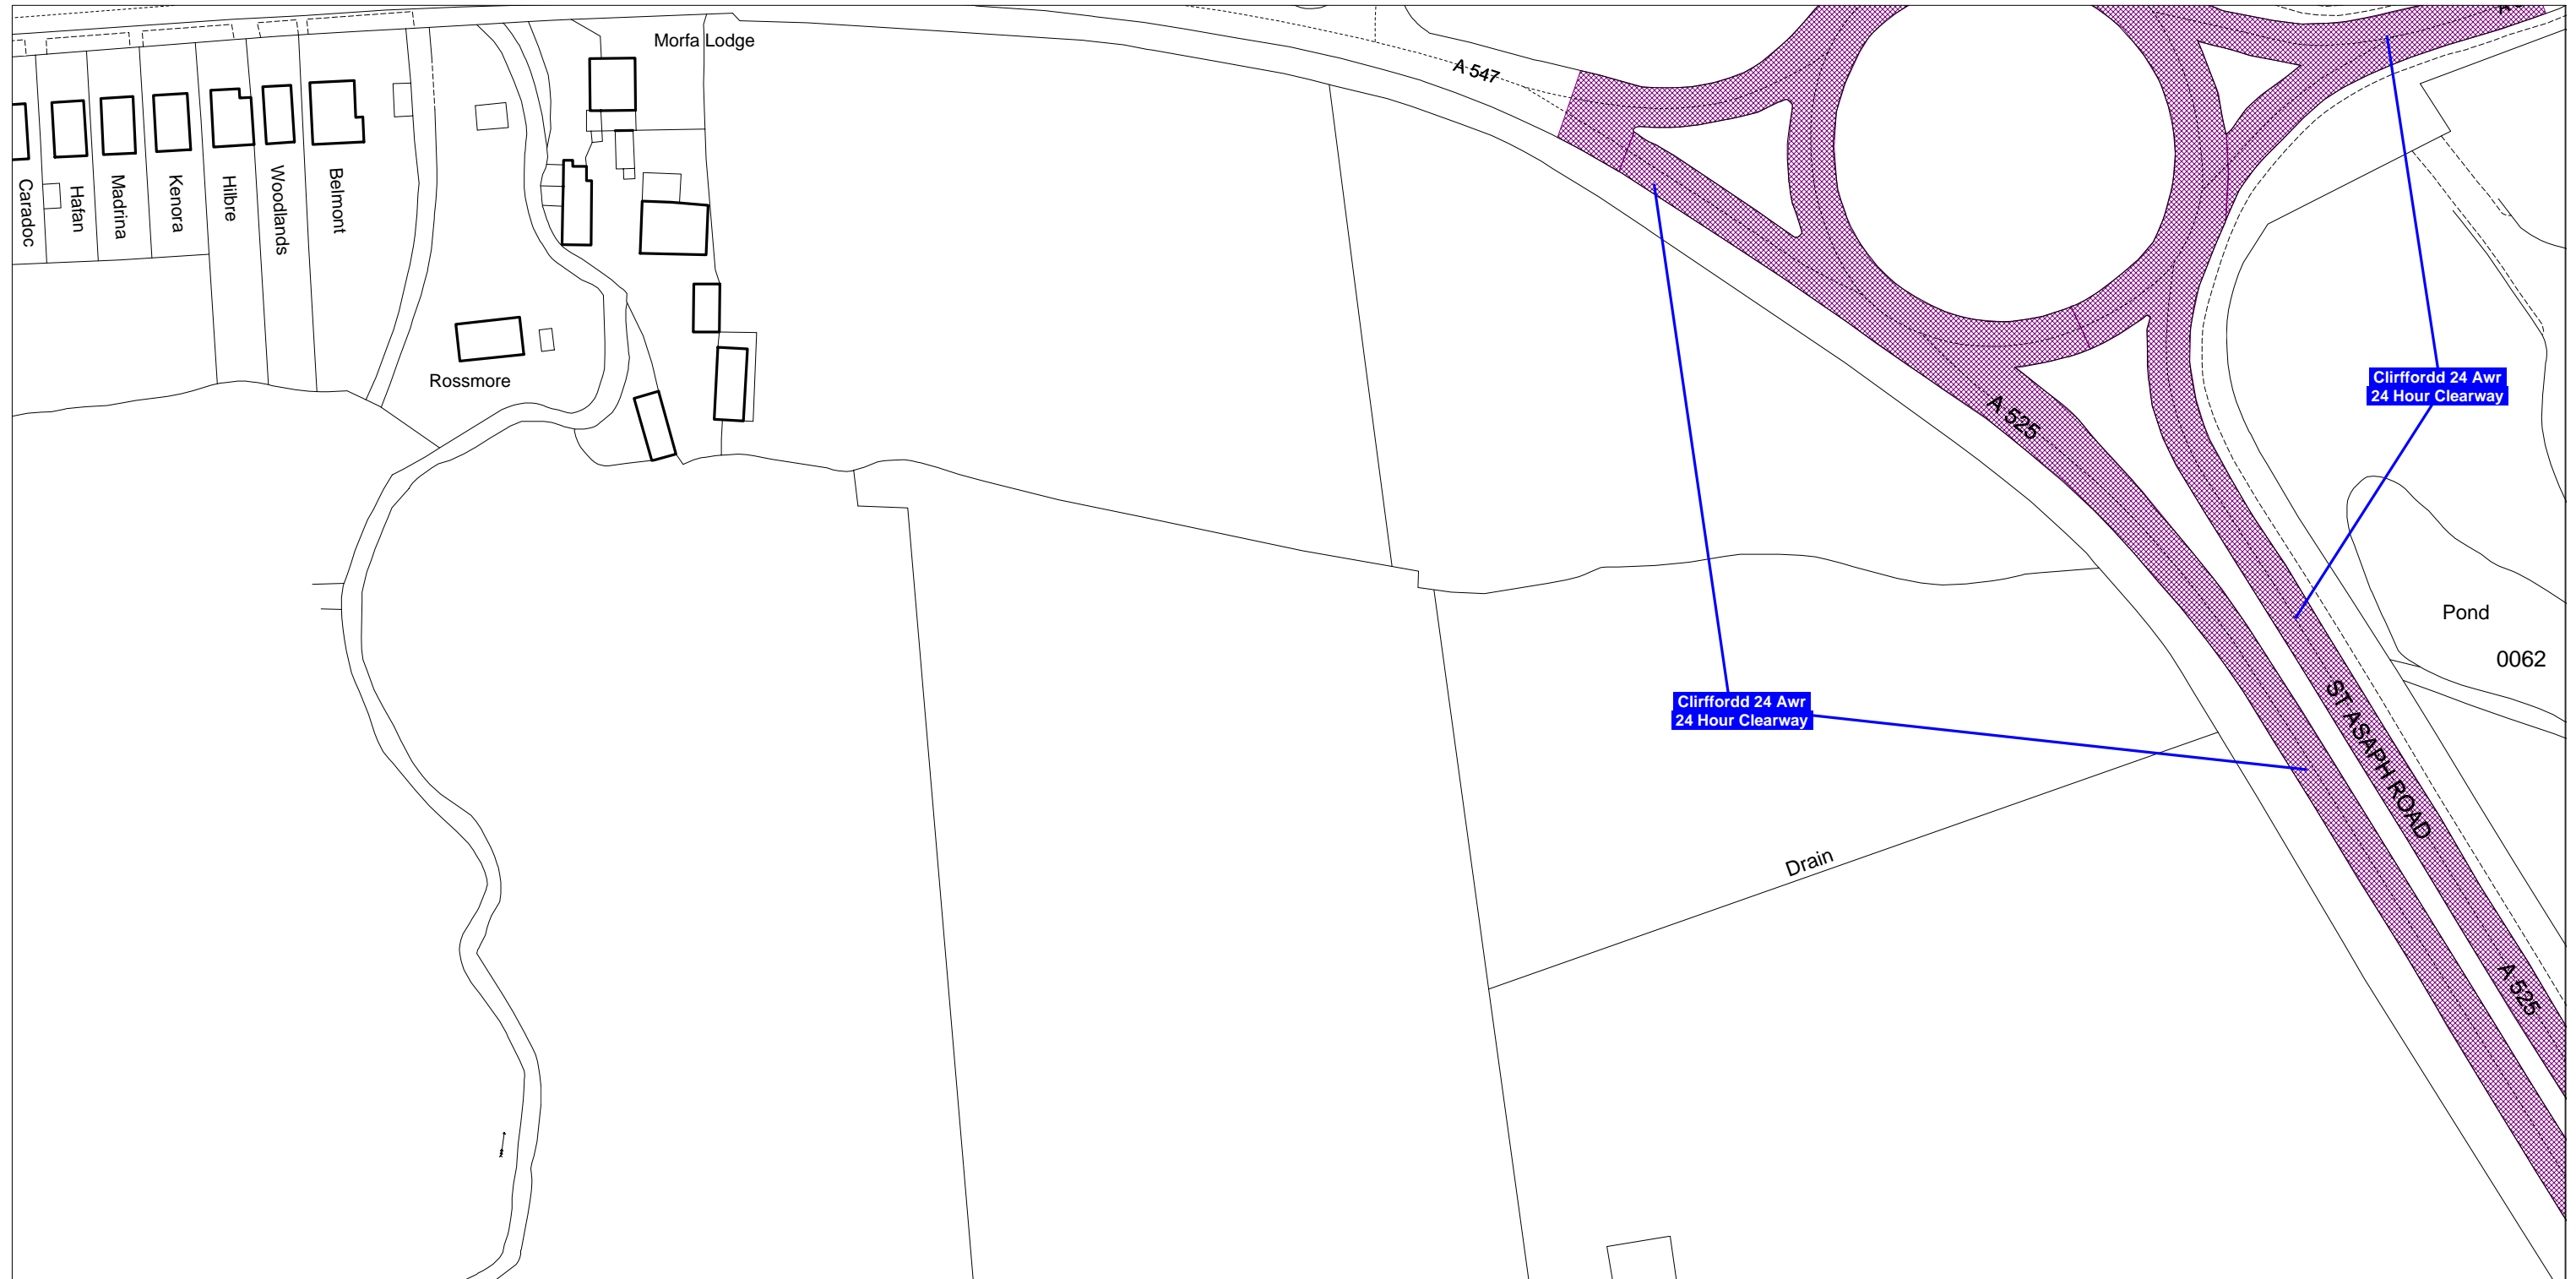 Morfa Lodge
A 547
Caradoc
Hafan
Madrina
Kenora
Hilbre
Woodlands
Belmont
Rossmore
A 525
Clirffordd 24 Awr
24 Hour Clearway
Pond
0062
Clirffordd 24 Awr
24 Hour Clearway
ST ASAPH ROAD
Drain
A 525